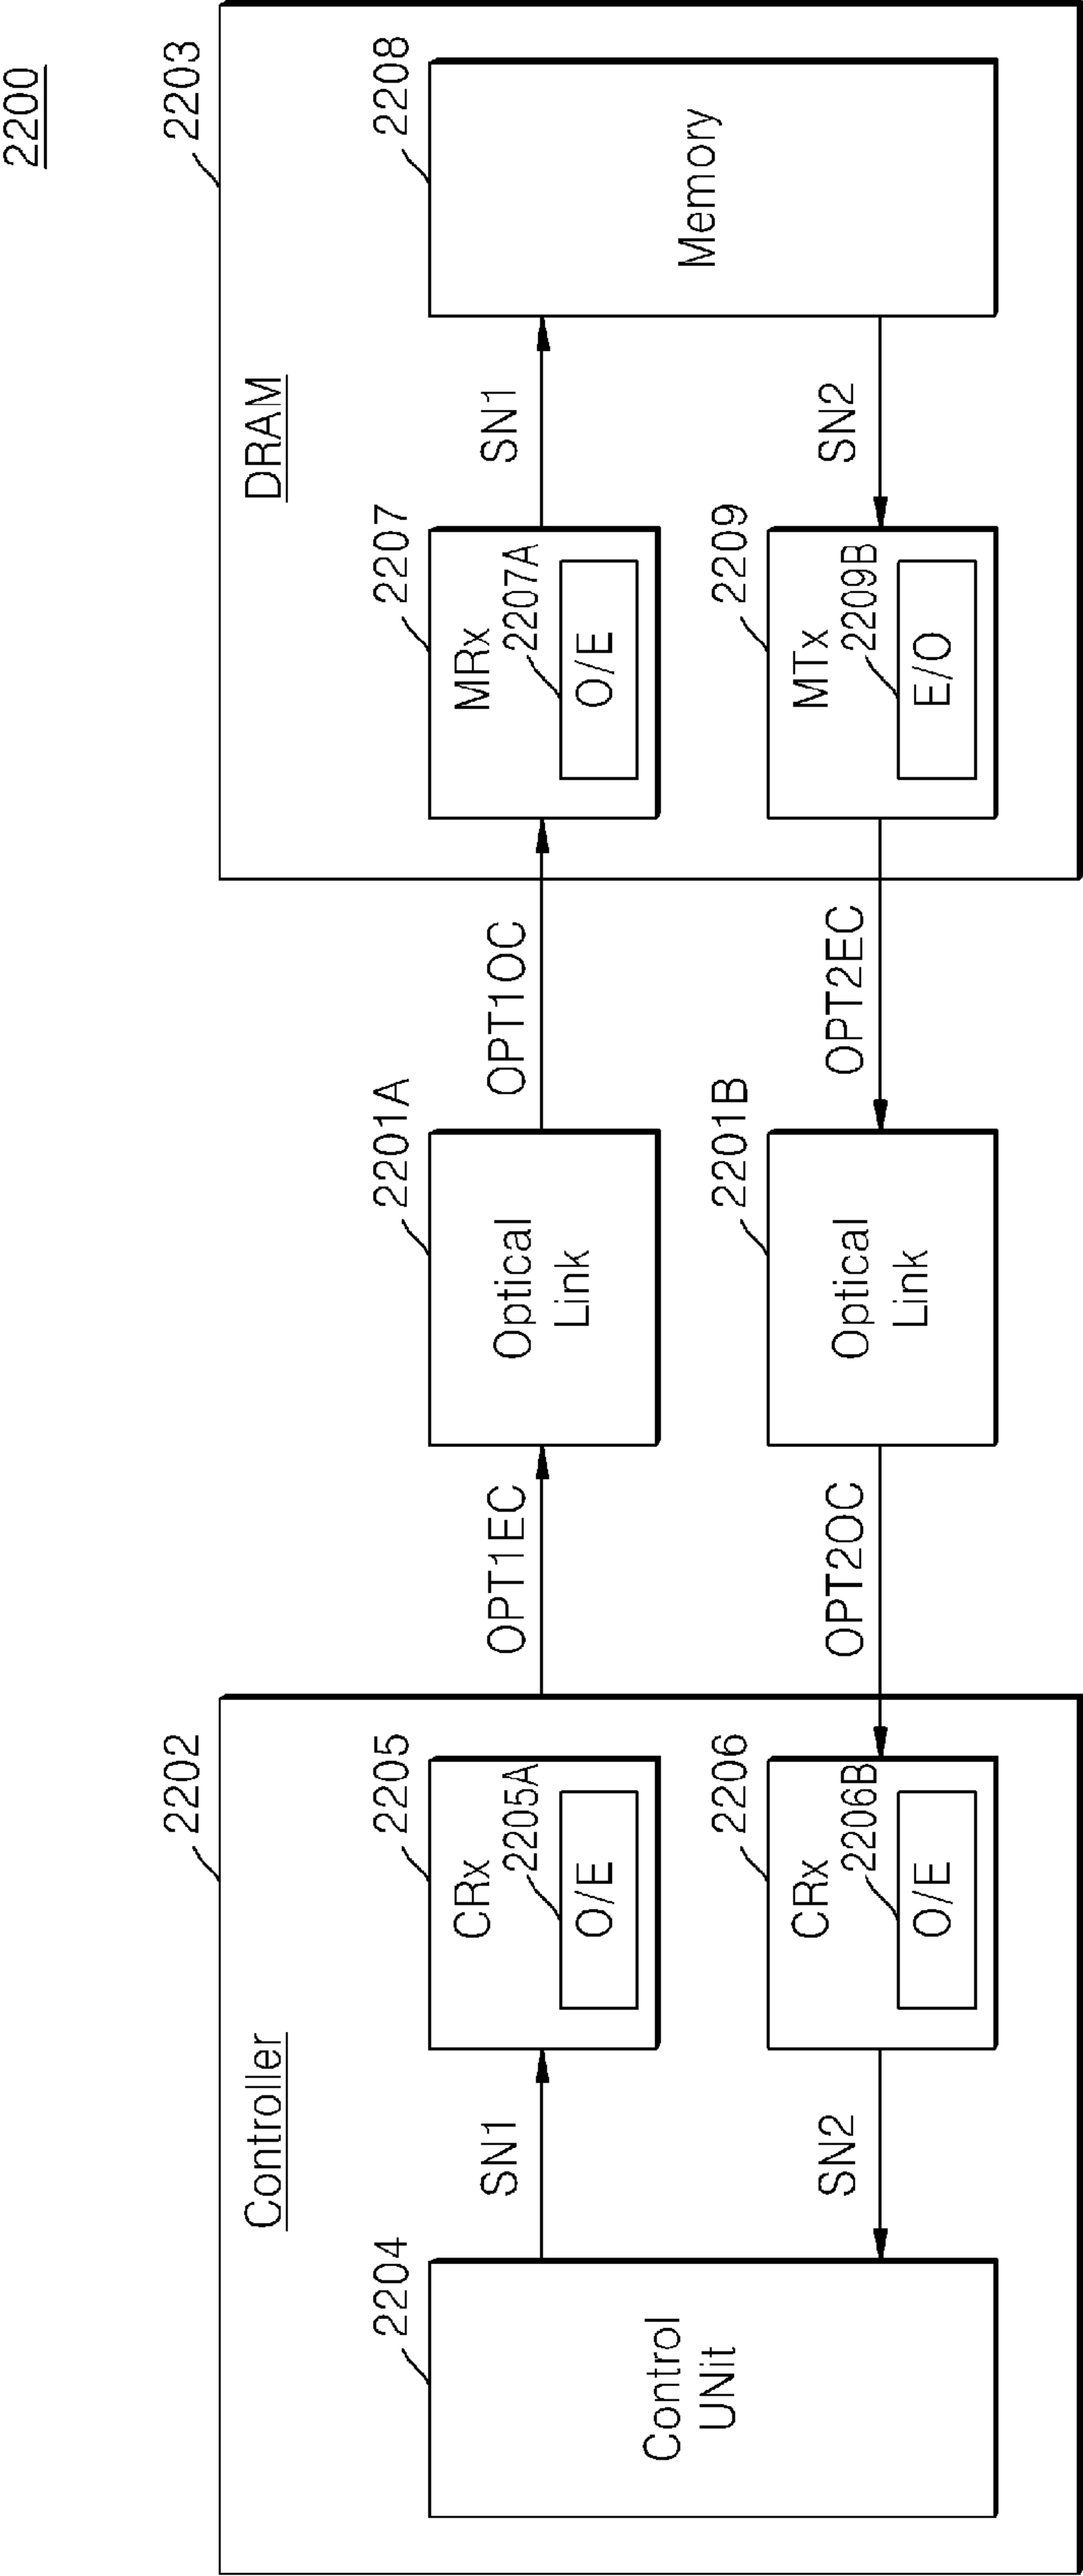 2200
2202
Controller
2204
Control
UNit
SN1
SN2
2205
CRx
2205A
O/E
2206
CRx
2206B
O/E
OPT1EC
OPT2OC
2201A
Optical
Link
2201B
Optical
Link
OPT1OC
OPT2EC
2203
DRAM
2207
MRx
2207A
O/E
2209
MTx
2209B
E/O
SN1
SN2
2208
Memory